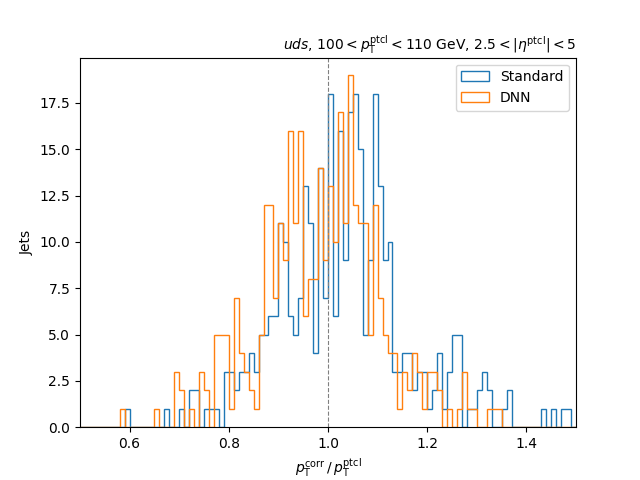 uds, 100 < p_T^ptcl < 110 GeV, 2.5 < |η^ptcl| < 5
Standard
DNN
17.5
15.0
12.5
10.0
7.5
5.0
2.5
0.0
Jets
0.6 0.8 1.0 1.2 1.4
p_T^corr / p_T^ptcl